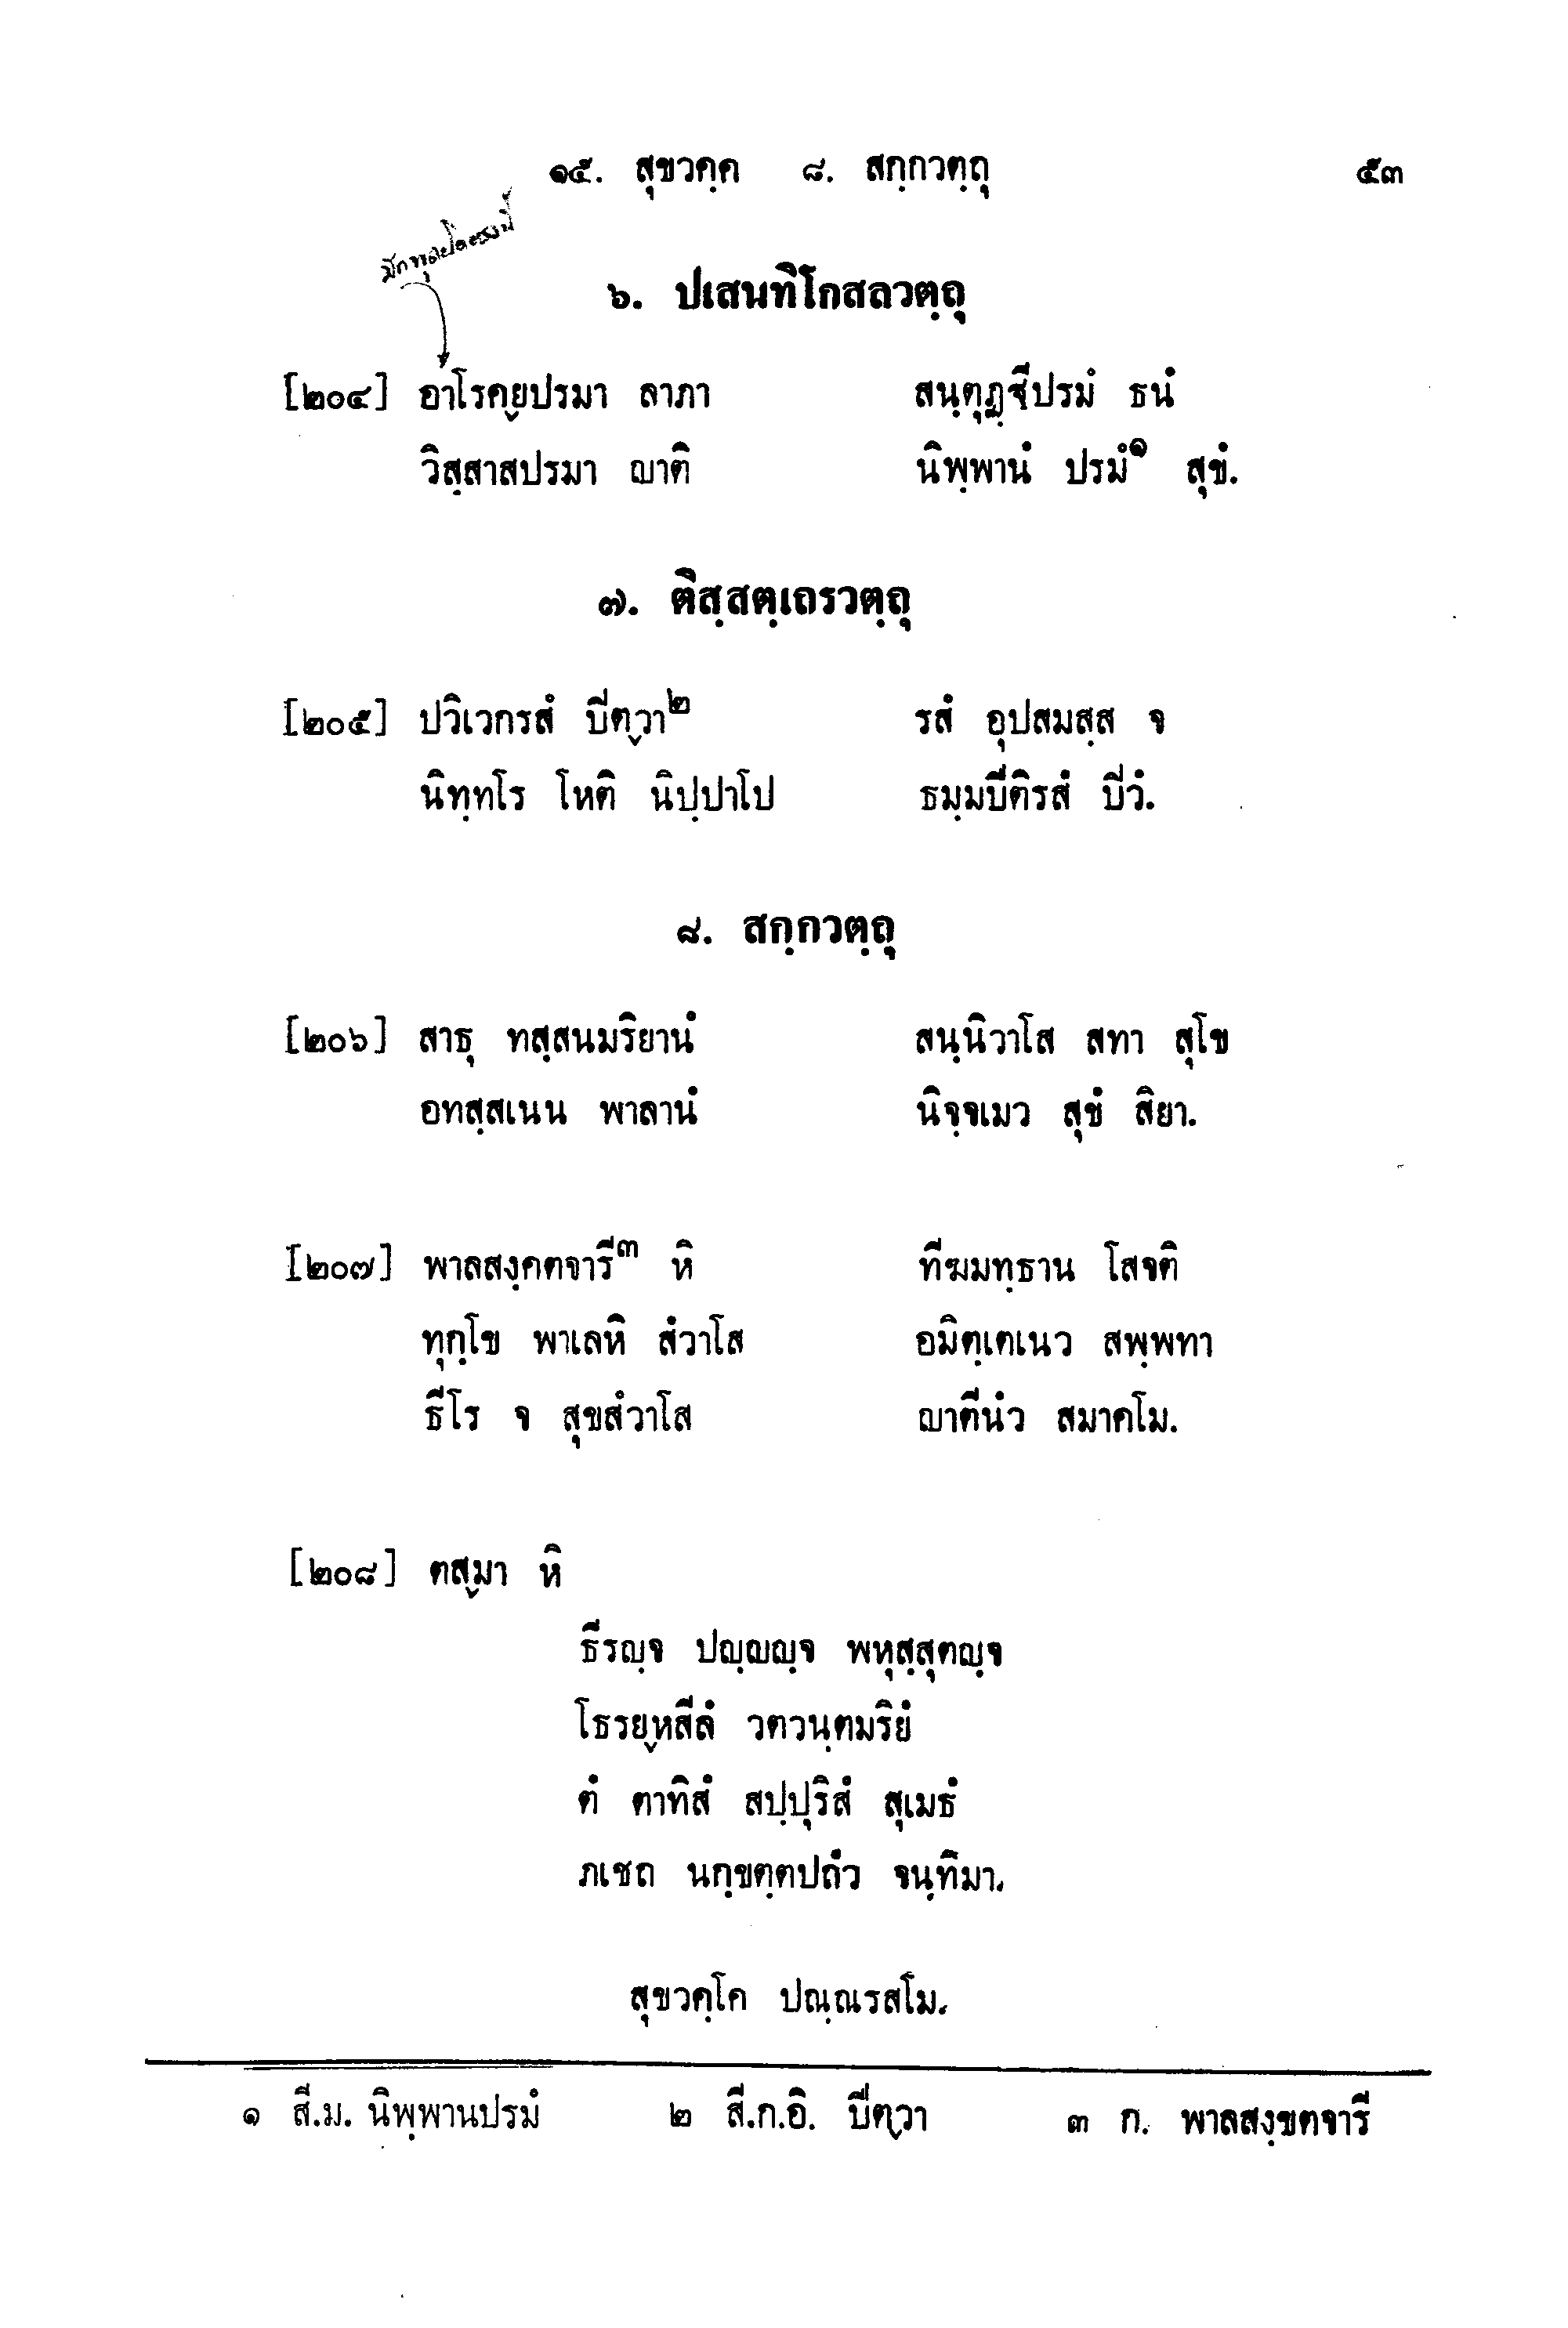 ๑๕. สุขวคฺค ๘. สกฺกวตฺถุ ๕๓
๖. ปเสนทิโกสลวตฺถุ
[๒๐๔] อาโรคฺยปรมา ลาภา สนฺตุฏฺฐีปรมํ ธนํ
วิสฺสาสปรมา ญาติ นิพฺพานํ ปรมํ๑ สุขํ.
๗. ติสฺสตฺเถรวตฺถุ
[๒๐๕] ปวิเวกรสํ ปีตฺวา๒ รสํ อุปสมสฺส จ
นิทฺทโร โหติ นิปฺปาโป ธมฺมปีติรสํ ปีวํ.
๘. สกฺกวตฺถุ
[๒๐๖] สาธุ ทสฺสนมริยานํ สนฺนิวาโส สทา สุโข
อทสฺสเนน พาลานํ นิจฺจเมว สุขํ สิยา.
[๒๐๗] พาลสงฺคตจารี๓ หิ ทีฆมทฺธาน โสจติ
ทุกฺโข พาเลหิ สํวาโส อมิตฺเตเนว สพฺพทา
ธีโร จ สุขสํวาโส ญาตีนํว สมาคโม.
[๒๐๘] ตสฺมา หิ
ธีรญฺจ ปญฺญญฺจ พหุสฺสุตญฺจ
โธรยฺหสีลํ วตวนฺตมริยํ
ตํ ตาทิสํ สปฺปุริสํ สุเมธํ
ภเชถ นกฺขตฺตปถํว จนฺทิมา.
สุขวคฺโค ปณฺณรสโม.
๑ สี.ม. นิพฺพานปรมํ ๒ สี.ก.อิ. ปีตฺวา ๓ ก. พาลสงฺขตจารี